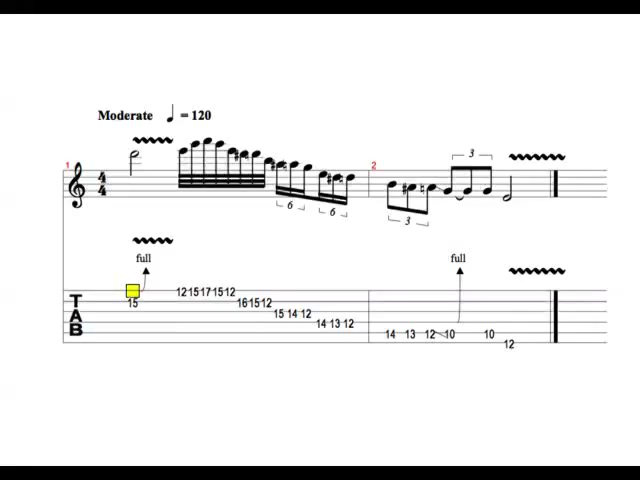 Moderate ♩ = 120
1 2 3
4
4
6 6 3
full full
12 15 17 15 12
T 15 16 15 12
A 15 14 12
14 13 12
B 14 13 12 10 10
12